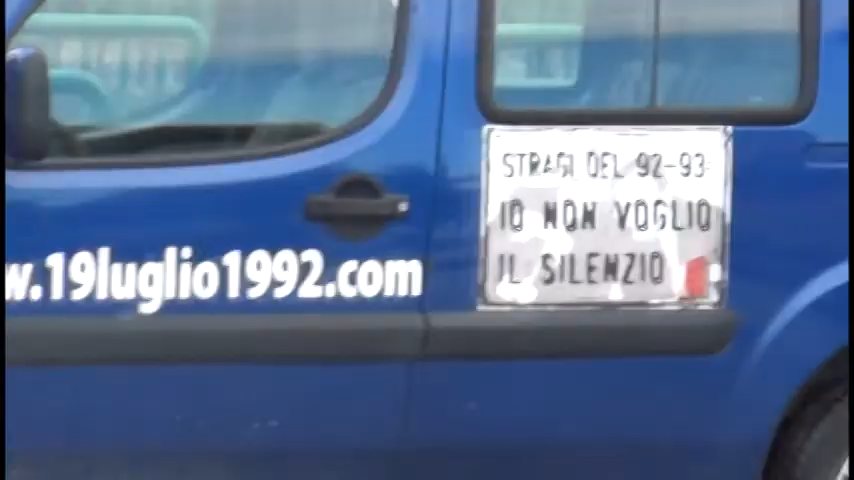 w.19luglio1992.com
STRAGI DEL 92-93
IO NON VOGLIO
IL SILENZIO